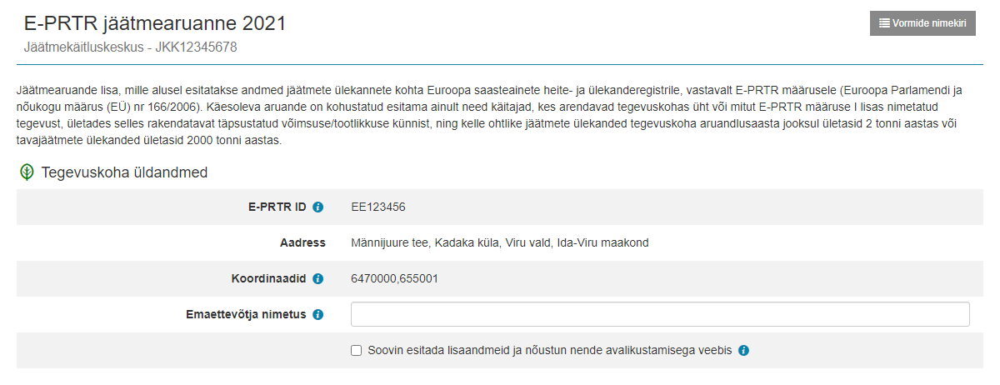 E-PRTR jäätmearuanne 2021
Vormide nimekiri
Jäätmekäitluskeskus - JKK12345678
Jäätmearuande lisa, mille alusel esitatakse andmed jäätmete ülekannete kohta Euroopa saasteainete heite- ja ülekanderegistrile, vastavalt E-PRTR määrusele (Euroopa Parlamendi ja
nõukogu määrus (EÜ) nr 166/2006). Käesoleva aruande on kohustatud esitama ainult need käitajad, kes arendavad tegevuskohas üht või mitut E-PRTR määruse I lisas nimetatud
tegevust, ületades selles rakendatavat täpsustatud võimsuse/tootlikkuse künnist, ning kelle ohtlike jäätmete ülekanded tegevuskoha aruandlusaasta jooksul ületasid 2 tonni aastas või
tavajäätmete ülekanded ületasid 2000 tonni aastas.
Tegevuskoha üldandmed
E-PRTR ID EE123456
Aadress Männijuure tee, Kadaka küla, Viru vald, Ida-Viru maakond
Koordinaadid 6470000,655001
Emaettevõtja nimetus
Soovin esitada lisaandmeid ja nõustun nende avalikustamisega veebis